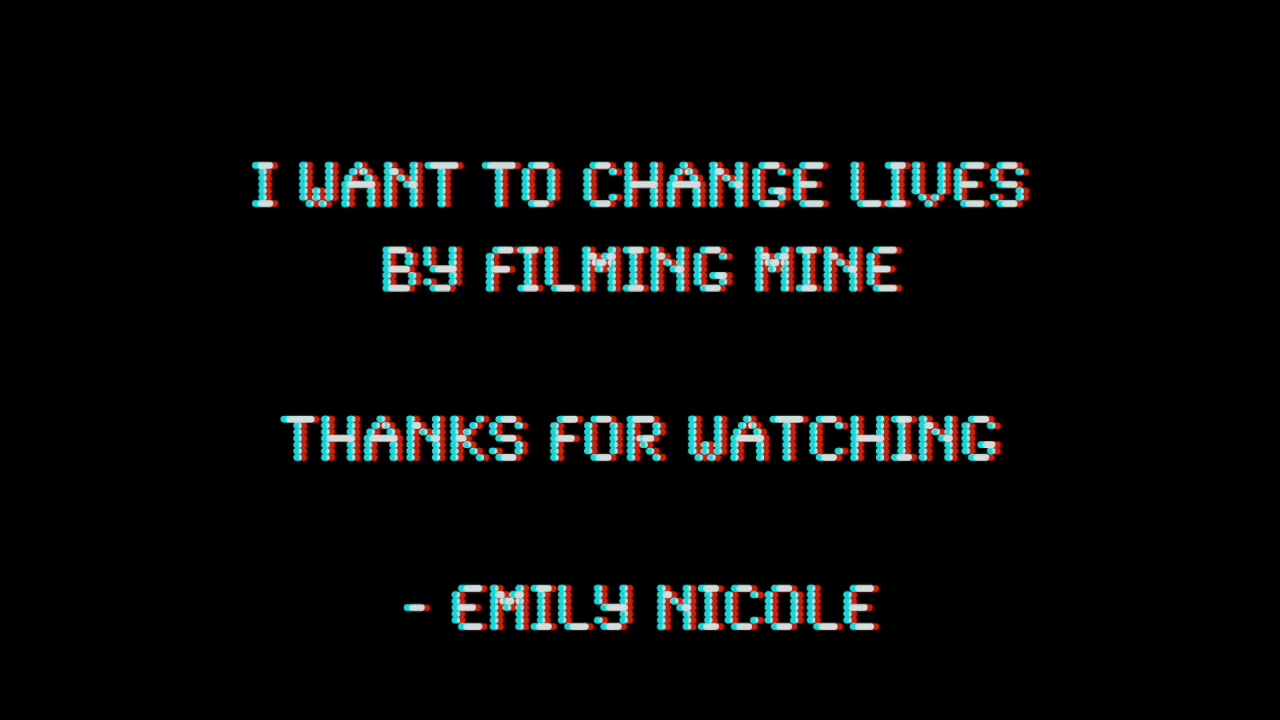 I WANT TO CHANGE LIVES
BY FILMING MINE
THANKS FOR WATCHING
- EMILY NICOLE